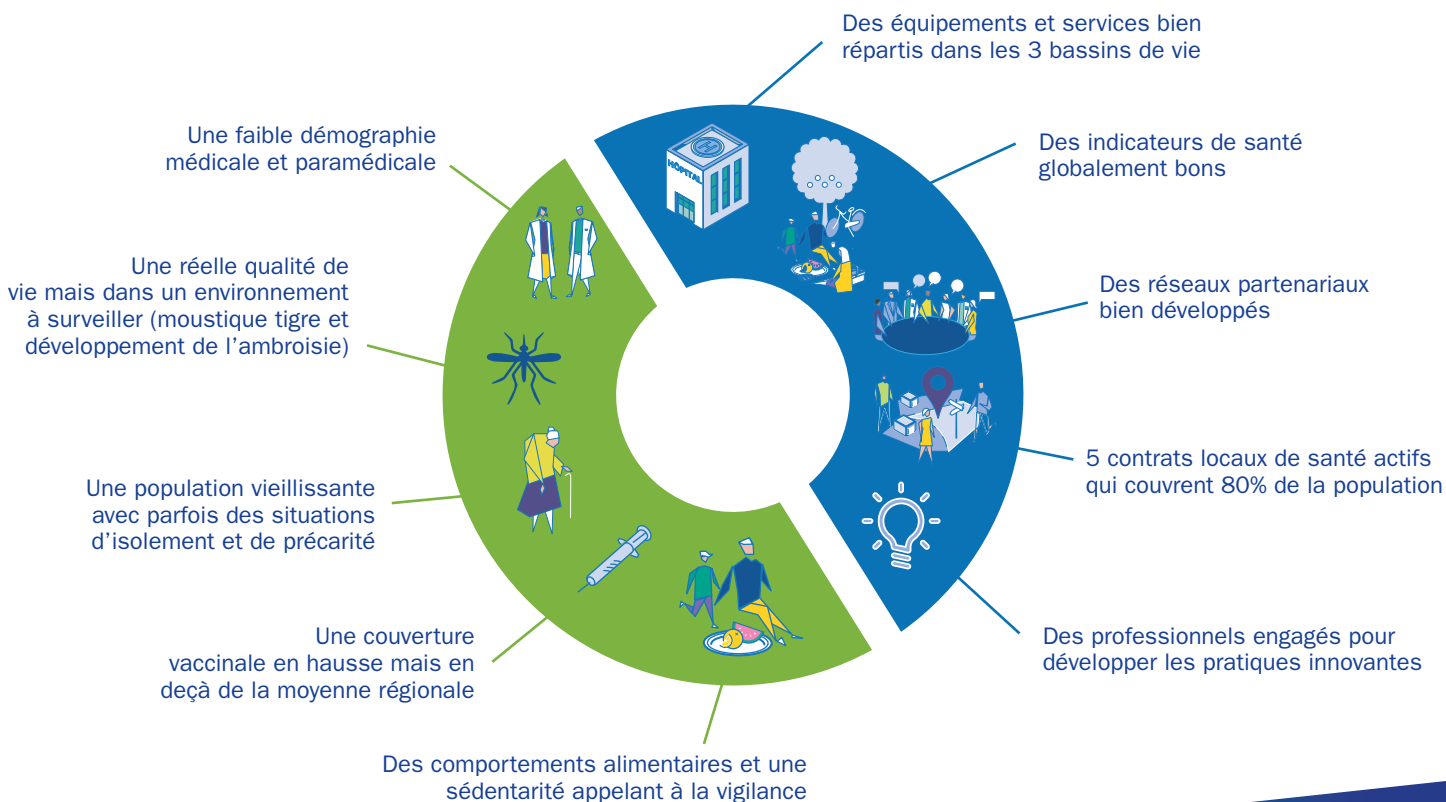 Des équipements et services bien
répartis dans les 3 bassins de vie
Des indicateurs de santé
globalement bons
Des réseaux partenariaux
bien développés
5 contrats locaux de santé actifs
qui couvrent 80% de la population
Des professionnels engagés pour
développer les pratiques innovantes
Une faible démographie
médicale et paramédicale
Une réelle qualité de
vie mais dans un environnement
à surveiller (moustique tigre et
développement de l’ambroisie)
Une population vieillissante
avec parfois des situations
d’isolement et de précarité
Une couverture
vaccinale en hausse mais en
deçà de la moyenne régionale
Des comportements alimentaires et une
sédentarité appelant à la vigilance
H
HÔPITAL